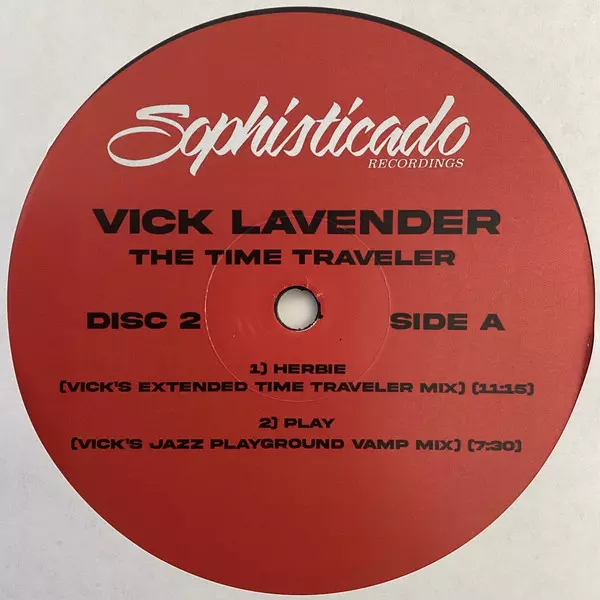 Sophisticado
RECORDINGS
VICK LAVENDER
THE TIME TRAVELER
DISC 2 SIDE A
1) HERBIE
(VICK'S EXTENDED TIME TRAVELER MIX) (11:15)
2) PLAY
(VICK'S JAZZ PLAYGROUND VAMP MIX) (7:30)